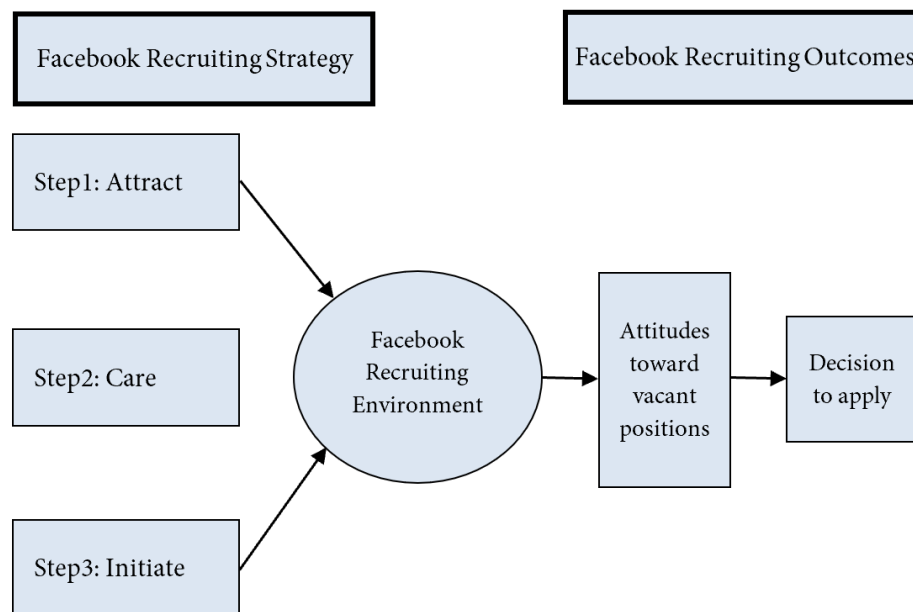 Facebook Recruiting Strategy
Facebook Recruiting Outcomes
Step1: Attract
Step2: Care
Step3: Initiate
Facebook
Recruiting
Environment
Attitudes
toward
vacant
positions
Decision
to apply